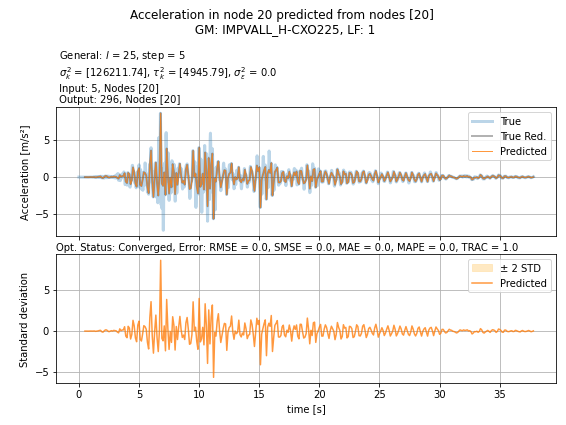 Acceleration in node 20 predicted from nodes [20]
GM: IMPVALL_H-CXO225, LF: 1
General: l = 25, step = 5
σ²ₖ = [126211.74], τ²ₖ = [4945.79], σ²ε = 0.0
Input: 5, Nodes [20]
Output: 296, Nodes [20]
Acceleration [m/s²]
5
0
−5
True
True Red.
Predicted
Opt. Status: Converged, Error: RMSE = 0.0, SMSE = 0.0, MAE = 0.0, MAPE = 0.0, TRAC = 1.0
Standard deviation
5
0
−5
± 2 STD
Predicted
0 5 10 15 20 25 30 35
time [s]